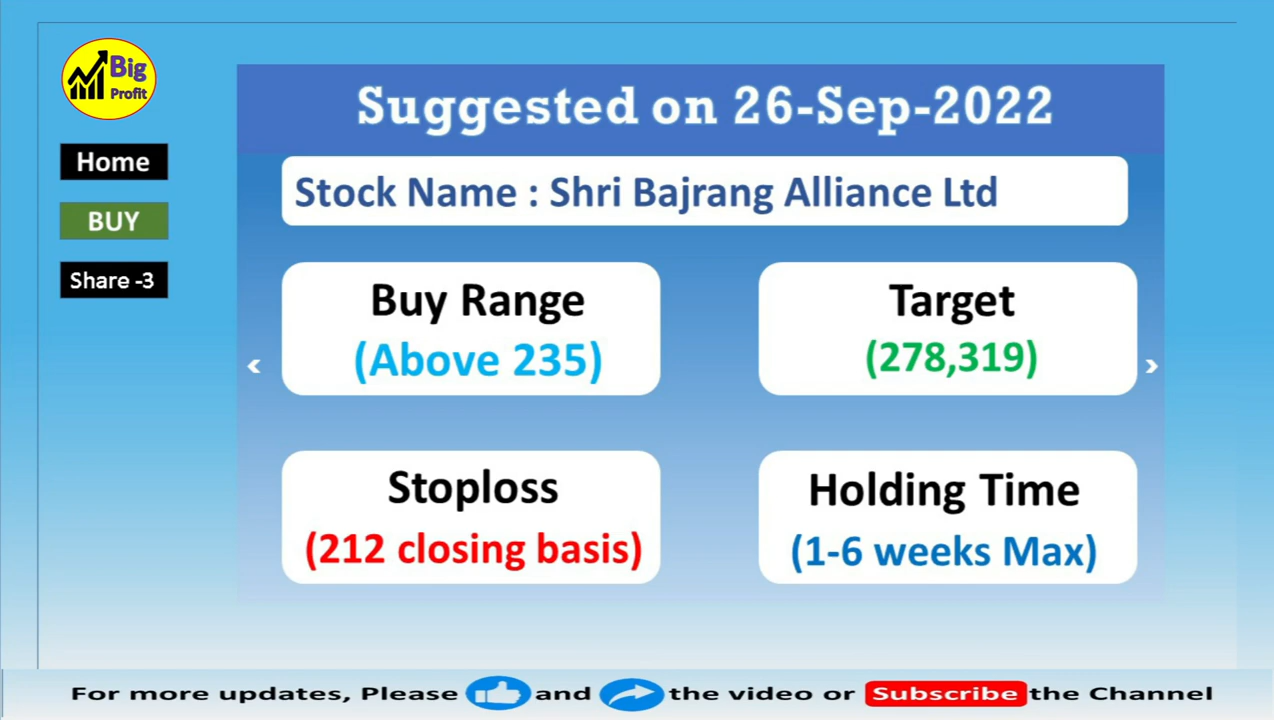 Big
Profit
Home
BUY
Share -3
Suggested on 26-Sep-2022
Stock Name : Shri Bajrang Alliance Ltd
Buy Range
(Above 235)
Target
(278,319)
Stoploss
(212 closing basis)
Holding Time
(1-6 weeks Max)
For more updates, Please and the video or Subscribe the Channel